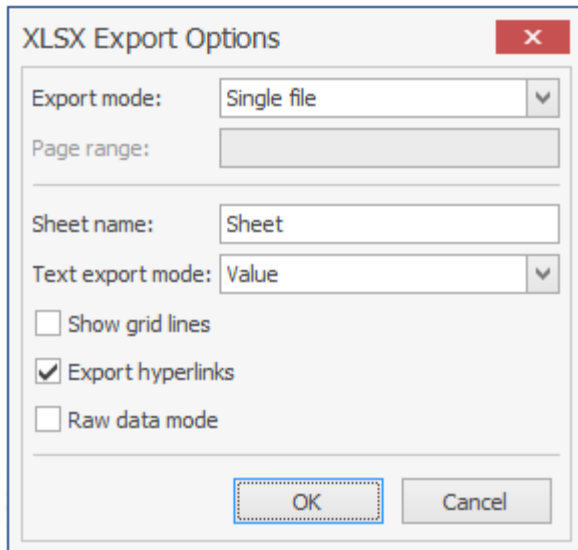 XLSX Export Options
Export mode: Single file
Page range:
Sheet name: Sheet
Text export mode: Value
Show grid lines
Export hyperlinks
Raw data mode
OK Cancel